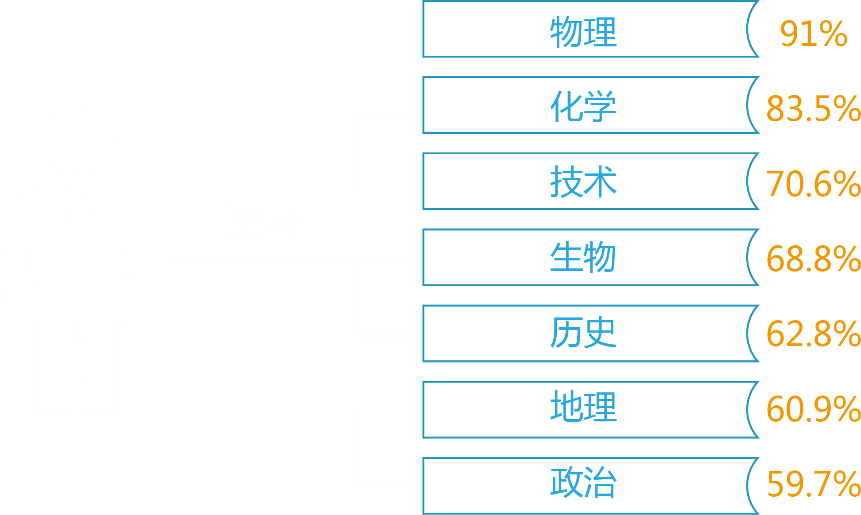 物理 91%
化学 83.5%
技术 70.6%
生物 68.8%
历史 62.8%
地理 60.9%
政治 59.7%